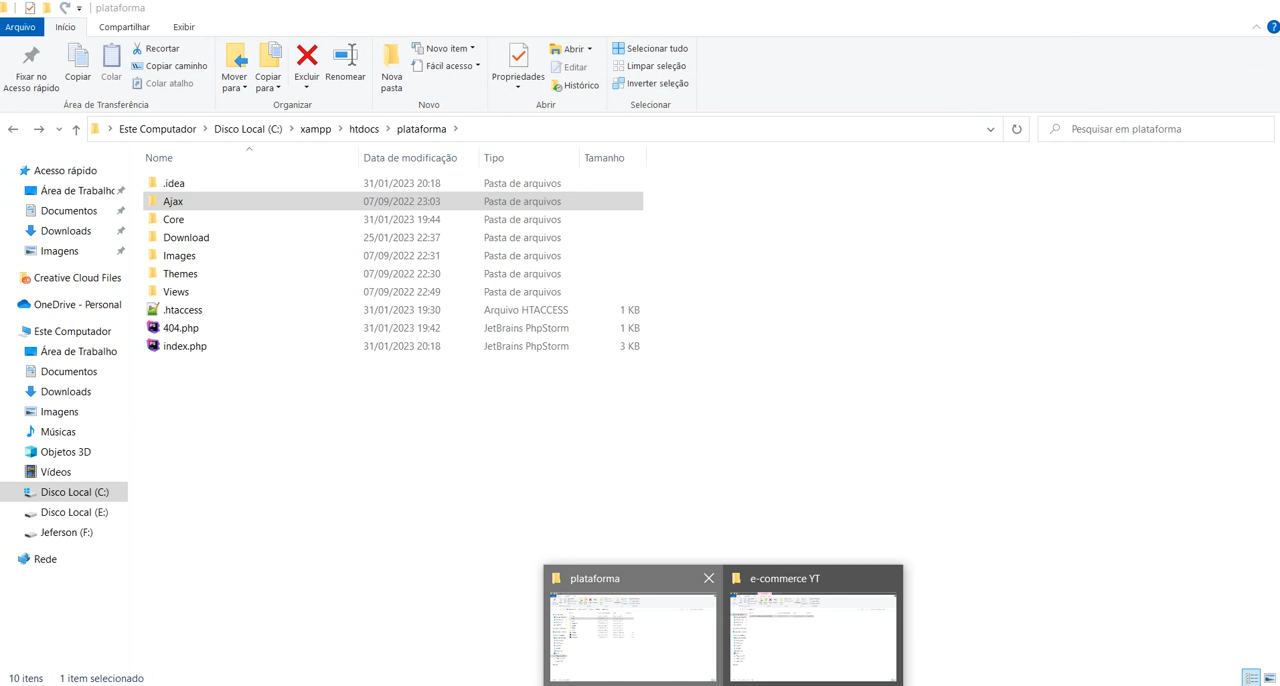 plataforma
Arquivo Início Compartilhar Exibir
Fixar no Acesso rápido
Copiar
Colar
Recortar
Copiar caminho
Colar atalho
Área de Transferência
Mover para
Copiar para
Excluir
Renomear
Organizar
Nova pasta
Novo item
Fácil acesso
Novo
Propriedades
Abrir
Editar
Histórico
Abrir
Selecionar tudo
Limpar seleção
Inverter seleção
Selecionar
Este Computador > Disco Local (C:) > xampp > htdocs > plataforma >
Pesquisar em plataforma
Nome Data de modificação Tipo Tamanho
.idea 31/01/2023 20:18 Pasta de arquivos
Ajax 07/09/2022 23:03 Pasta de arquivos
Core 31/01/2023 19:44 Pasta de arquivos
Download 25/01/2023 22:37 Pasta de arquivos
Images 07/09/2022 22:31 Pasta de arquivos
Themes 07/09/2022 22:30 Pasta de arquivos
Views 07/09/2022 22:49 Pasta de arquivos
.htaccess 31/01/2023 19:30 Arquivo HTACCESS 1 KB
404.php 31/01/2023 19:42 JetBrains PhpStorm 1 KB
index.php 31/01/2023 20:18 JetBrains PhpStorm 3 KB
Acesso rápido
Área de Trabalho
Documentos
Downloads
Imagens
Creative Cloud Files
OneDrive - Personal
Este Computador
Área de Trabalho
Documentos
Downloads
Imagens
Músicas
Objetos 3D
Vídeos
Disco Local (C:)
Disco Local (E:)
Jeferson (F:)
Rede
plataforma
e-commerce YT
10 itens 1 item selecionado